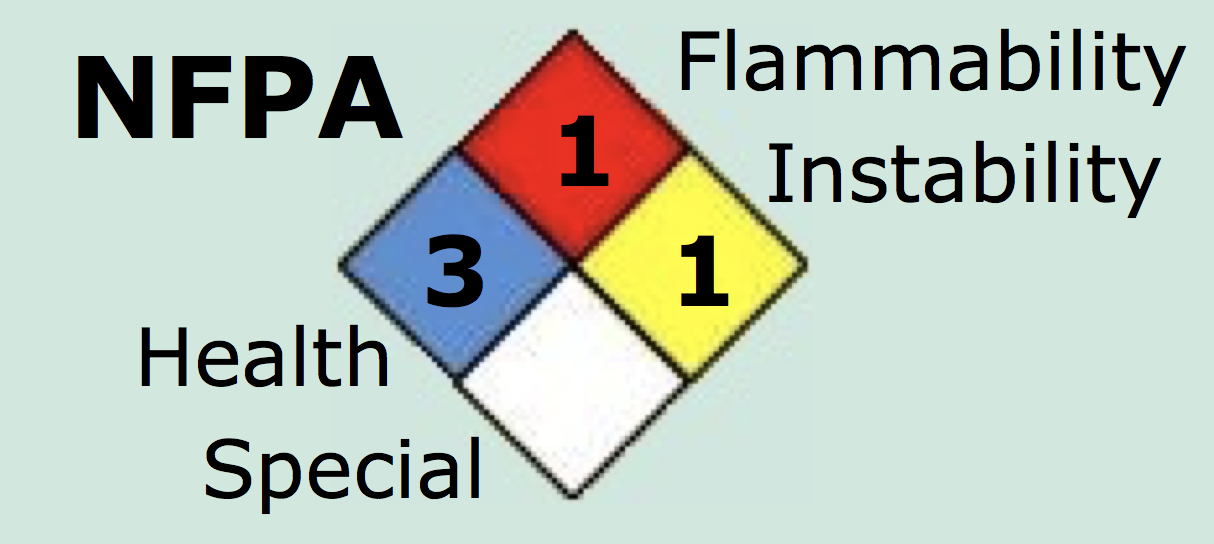 NFPA
Flammability
1
Instability
3
1
Health
Special